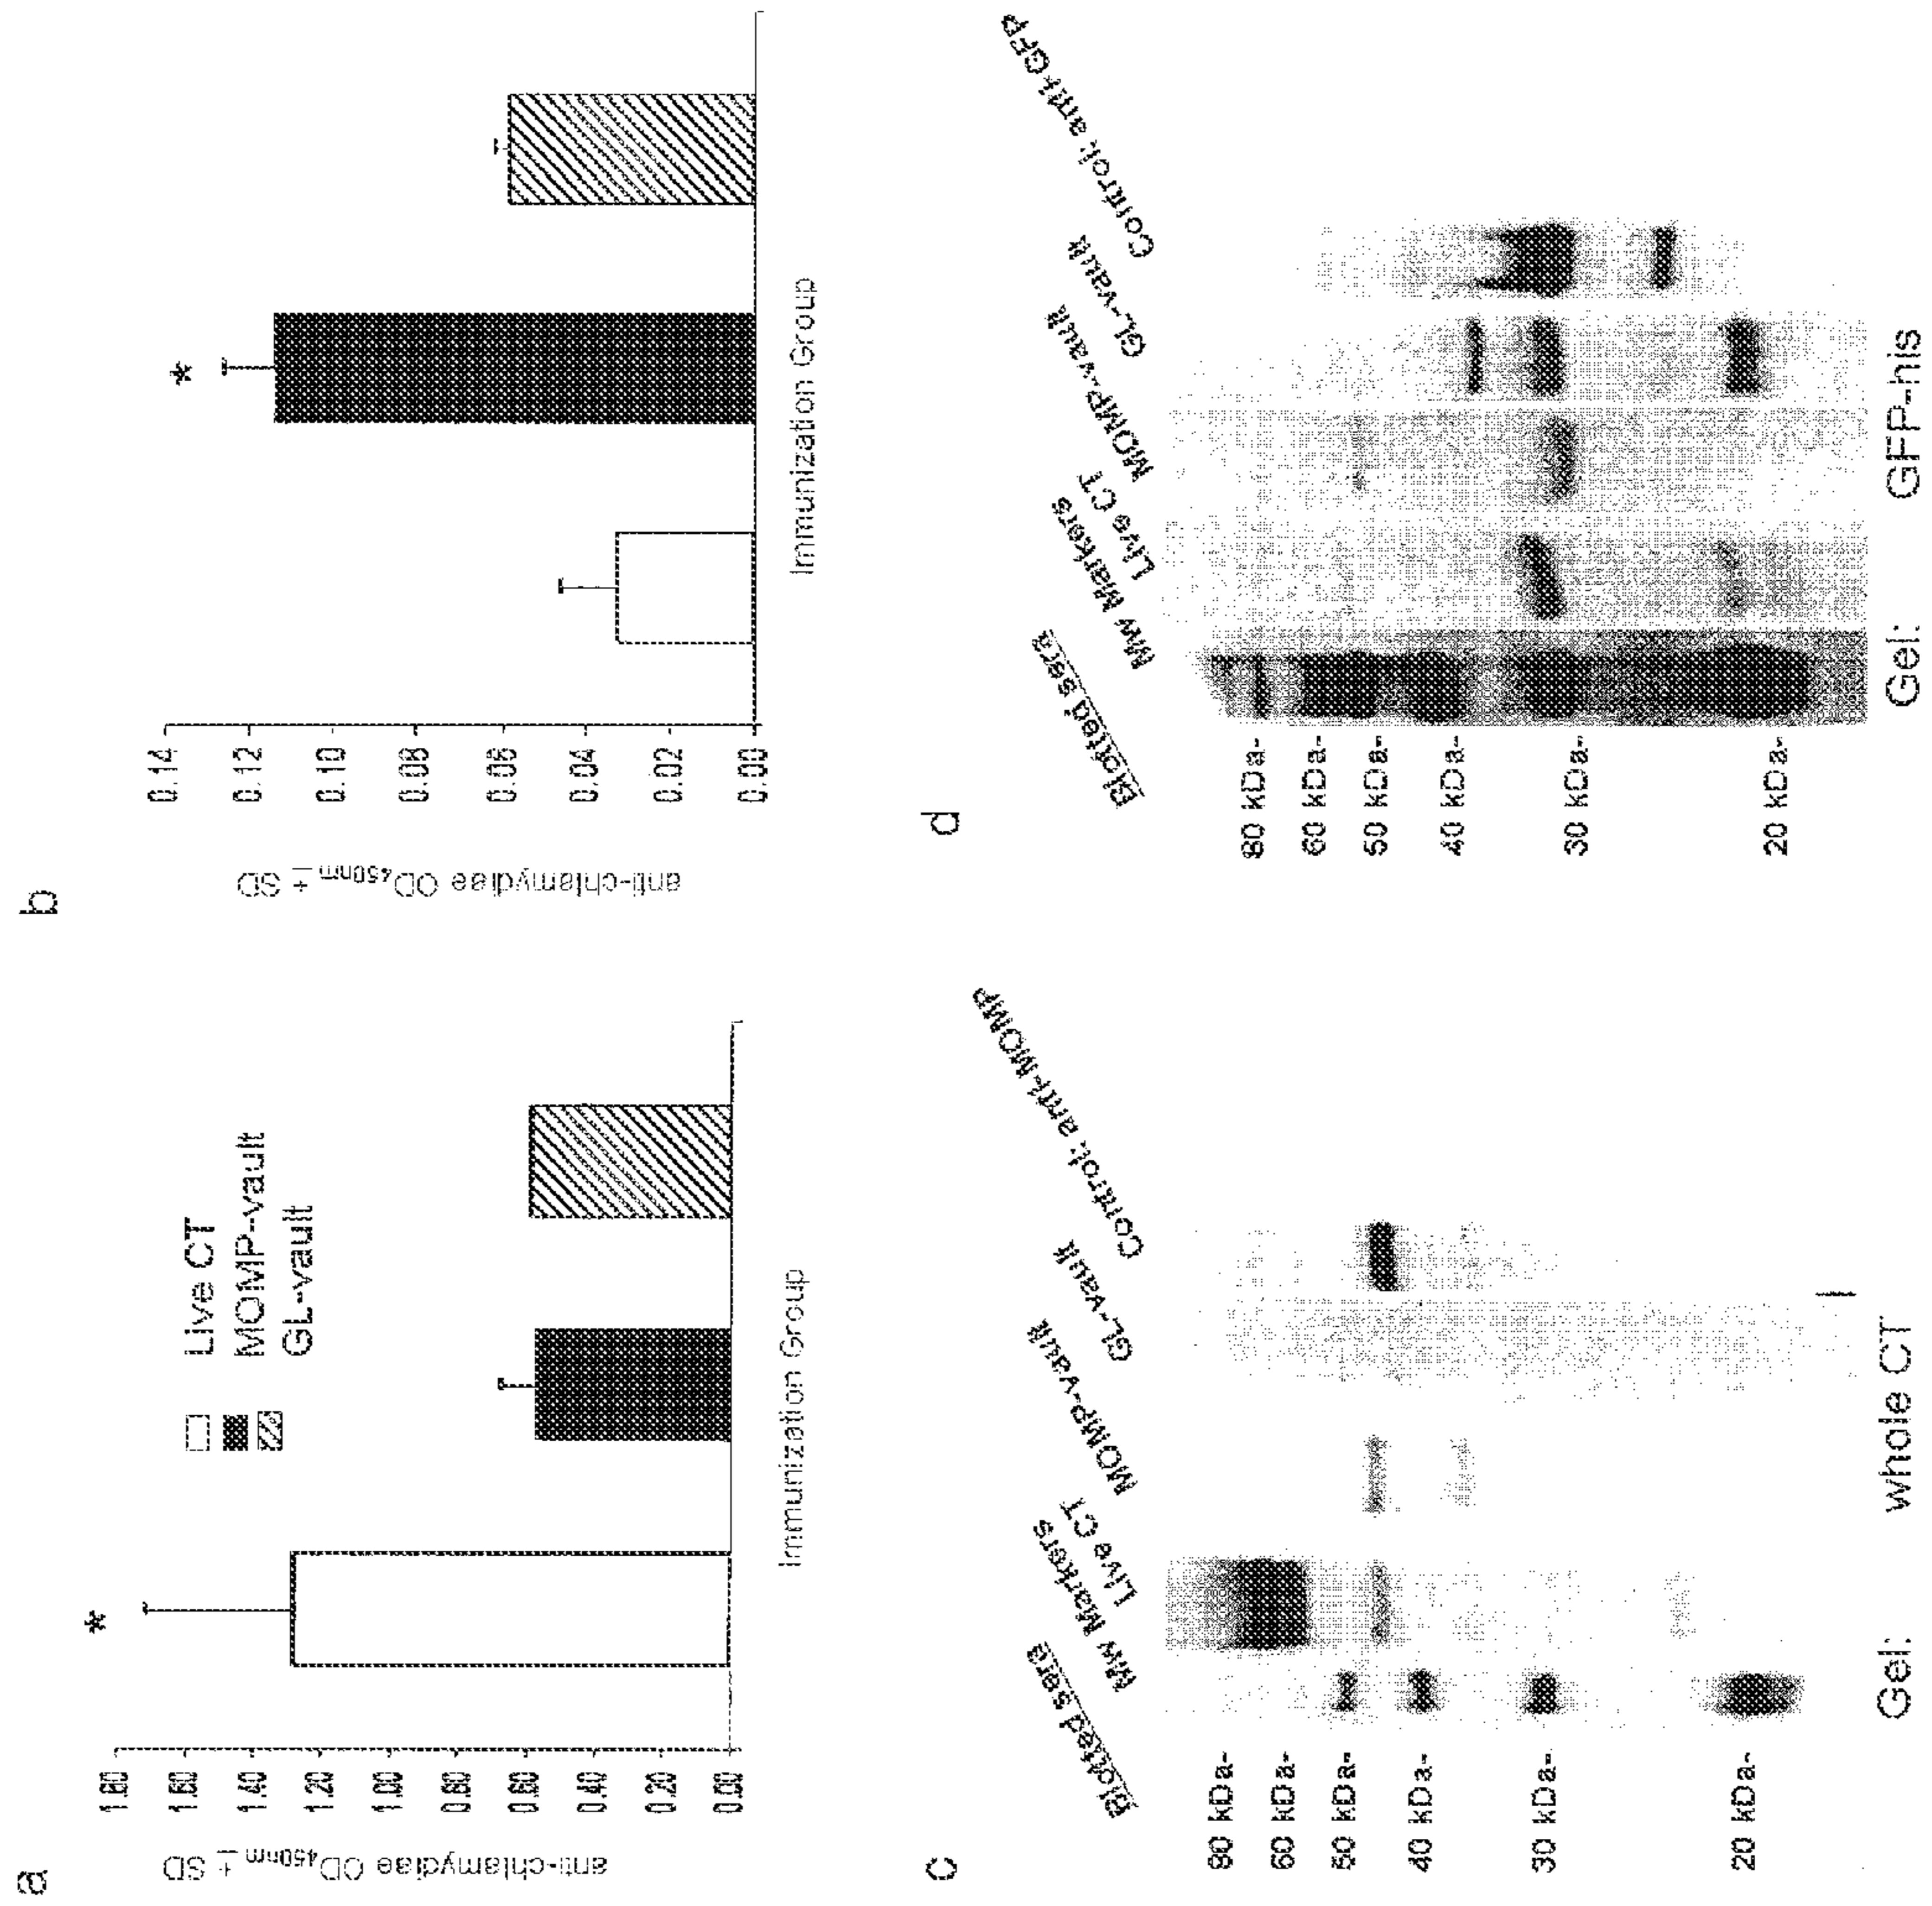 a
anti-chlamydiae OD450nm ± SD
1.80
1.60
1.40
1.20
1.00
0.80
0.60
0.40
0.20
0.00
*
Live CT
MOMP-vault
GL-vault
Immunization Group
b
anti-chlamydiae OD450nm ± SD
0.14
0.12
0.10
0.08
0.06
0.04
0.02
0.00
*
Immunization Group
c
Blotted sera
Mw Markers
Live CT
MOMP-vault
GL-vault
Control: anti-MOMP
80 kDa-
60 kDa-
50 kDa-
40 kDa-
30 kDa-
20 kDa-
Gel: whole CT
d
Blotted sera
Mw Markers
Live CT
MOMP-vault
GL-vault
Control: anti-GFP
80 kDa-
60 kDa-
50 kDa-
40 kDa-
30 kDa-
20 kDa-
Gel: GFP-his